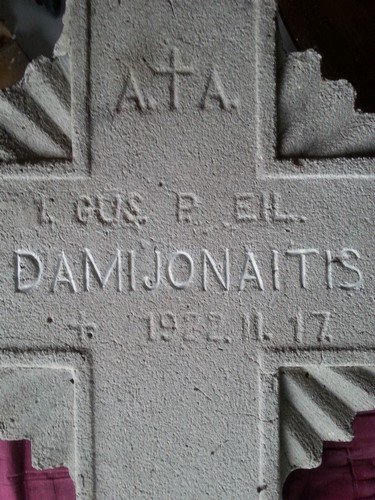 A. † A.
I. GUS. P. EIL.
DAMIJONAITIS
+ 1922. II. 17.